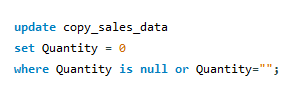 update copy_sales_data
set Quantity = 0
where Quantity is null or Quantity="";